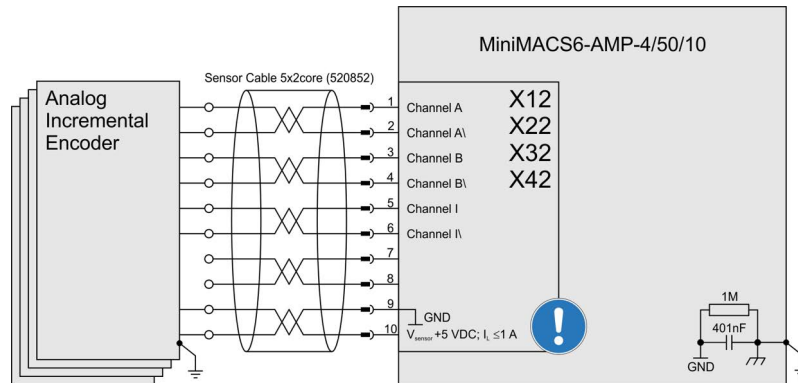 MiniMACS6-AMP-4/50/10
Sensor Cable 5x2core (520852)
Analog
Incremental
Encoder
1 Channel A
2 Channel A\
3 Channel B
4 Channel B\
5 Channel I
6 Channel I\
7
8
9 GND
10 Vsensor +5 VDC; IL ≤1 A
X12
X22
X32
X42
!
1M
401nF
GND